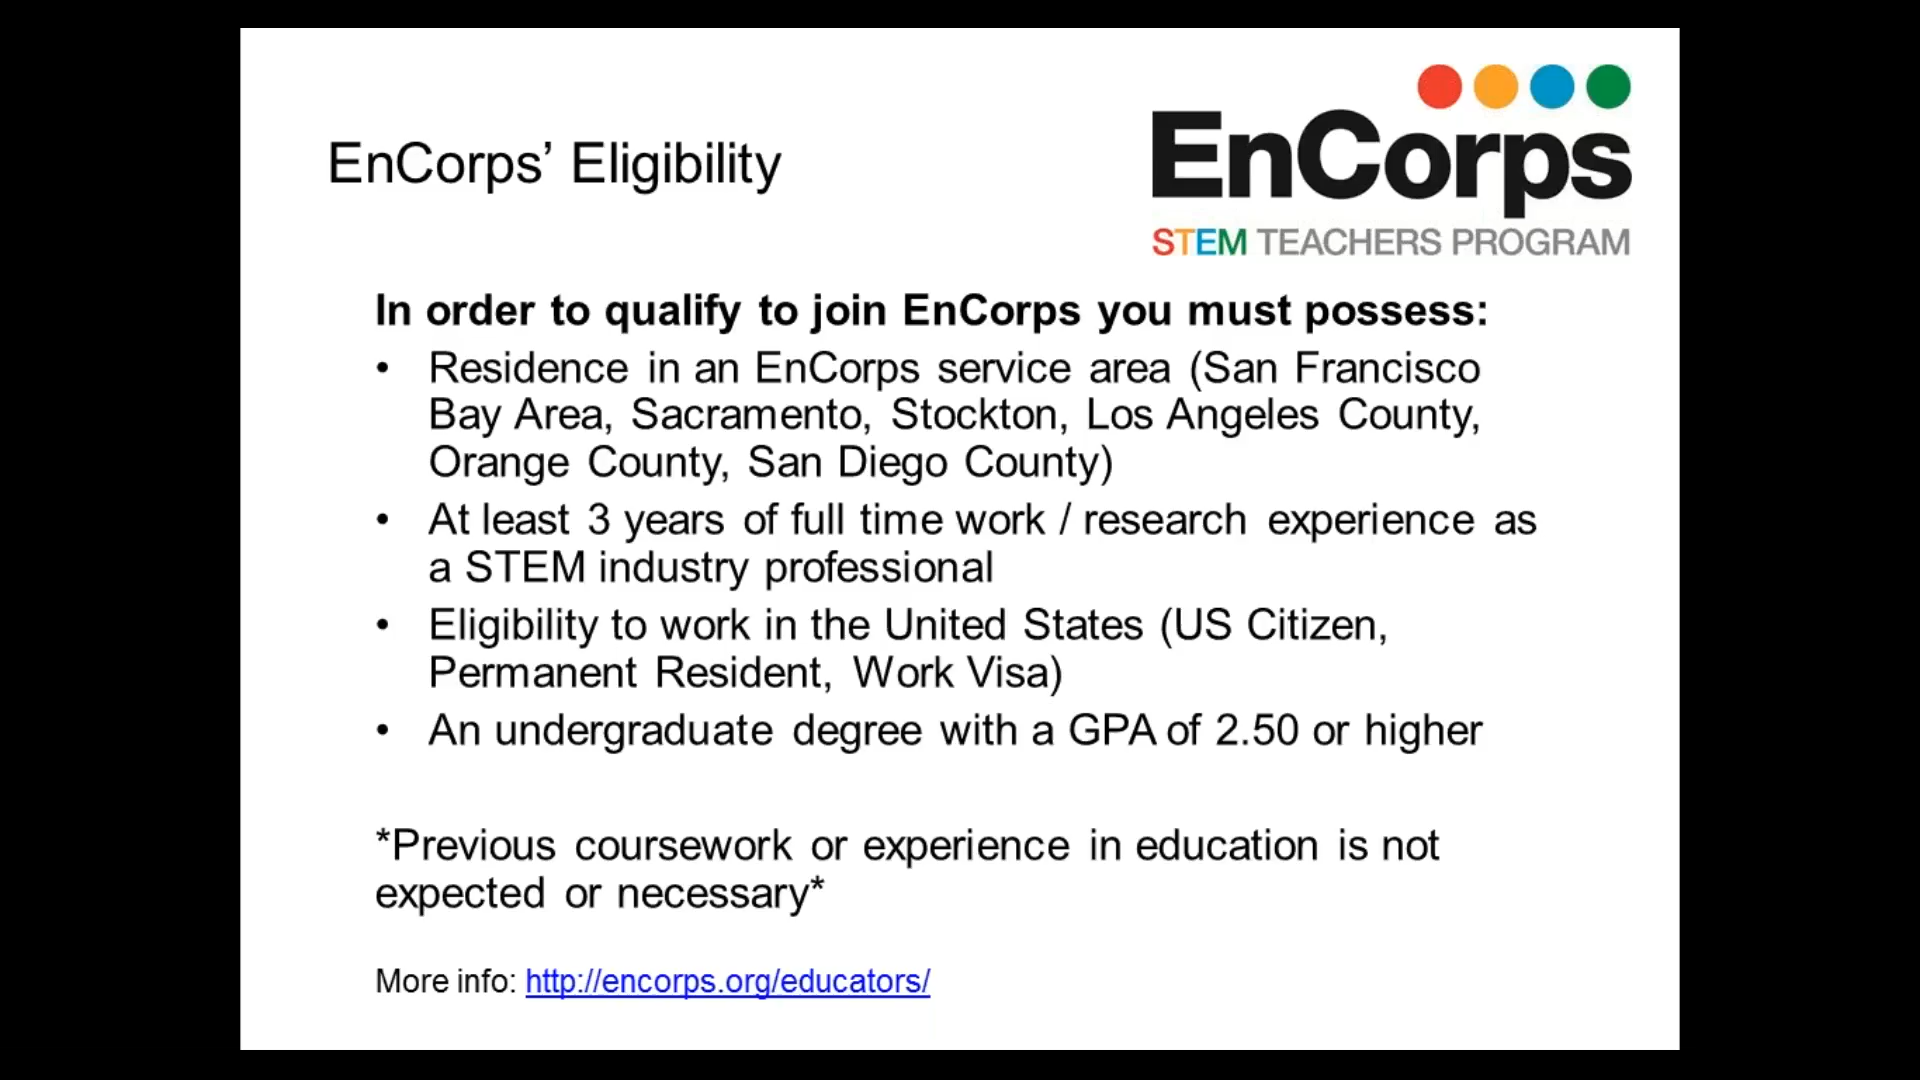 EnCorps’ Eligibility
EnCorps
STEM TEACHERS PROGRAM
In order to qualify to join EnCorps you must possess:
• Residence in an EnCorps service area (San Francisco
Bay Area, Sacramento, Stockton, Los Angeles County,
Orange County, San Diego County)
• At least 3 years of full time work / research experience as
a STEM industry professional
• Eligibility to work in the United States (US Citizen,
Permanent Resident, Work Visa)
• An undergraduate degree with a GPA of 2.50 or higher
*Previous coursework or experience in education is not
expected or necessary*
More info: http://encorps.org/educators/